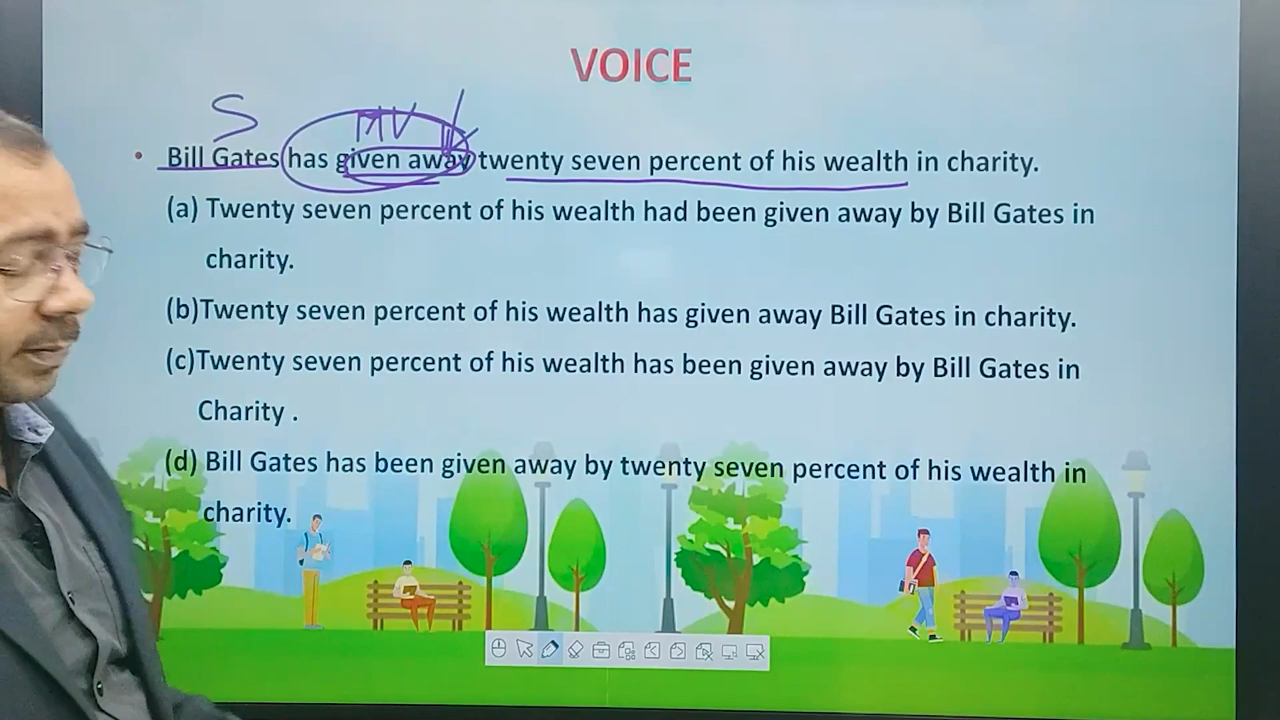 VOICE
S MV
• Bill Gates has given away twenty seven percent of his wealth in charity.
(a) Twenty seven percent of his wealth had been given away by Bill Gates in
charity.
(b)Twenty seven percent of his wealth has given away Bill Gates in charity.
(c)Twenty seven percent of his wealth has been given away by Bill Gates in
Charity .
(d) Bill Gates has been given away by twenty seven percent of his wealth in
charity.